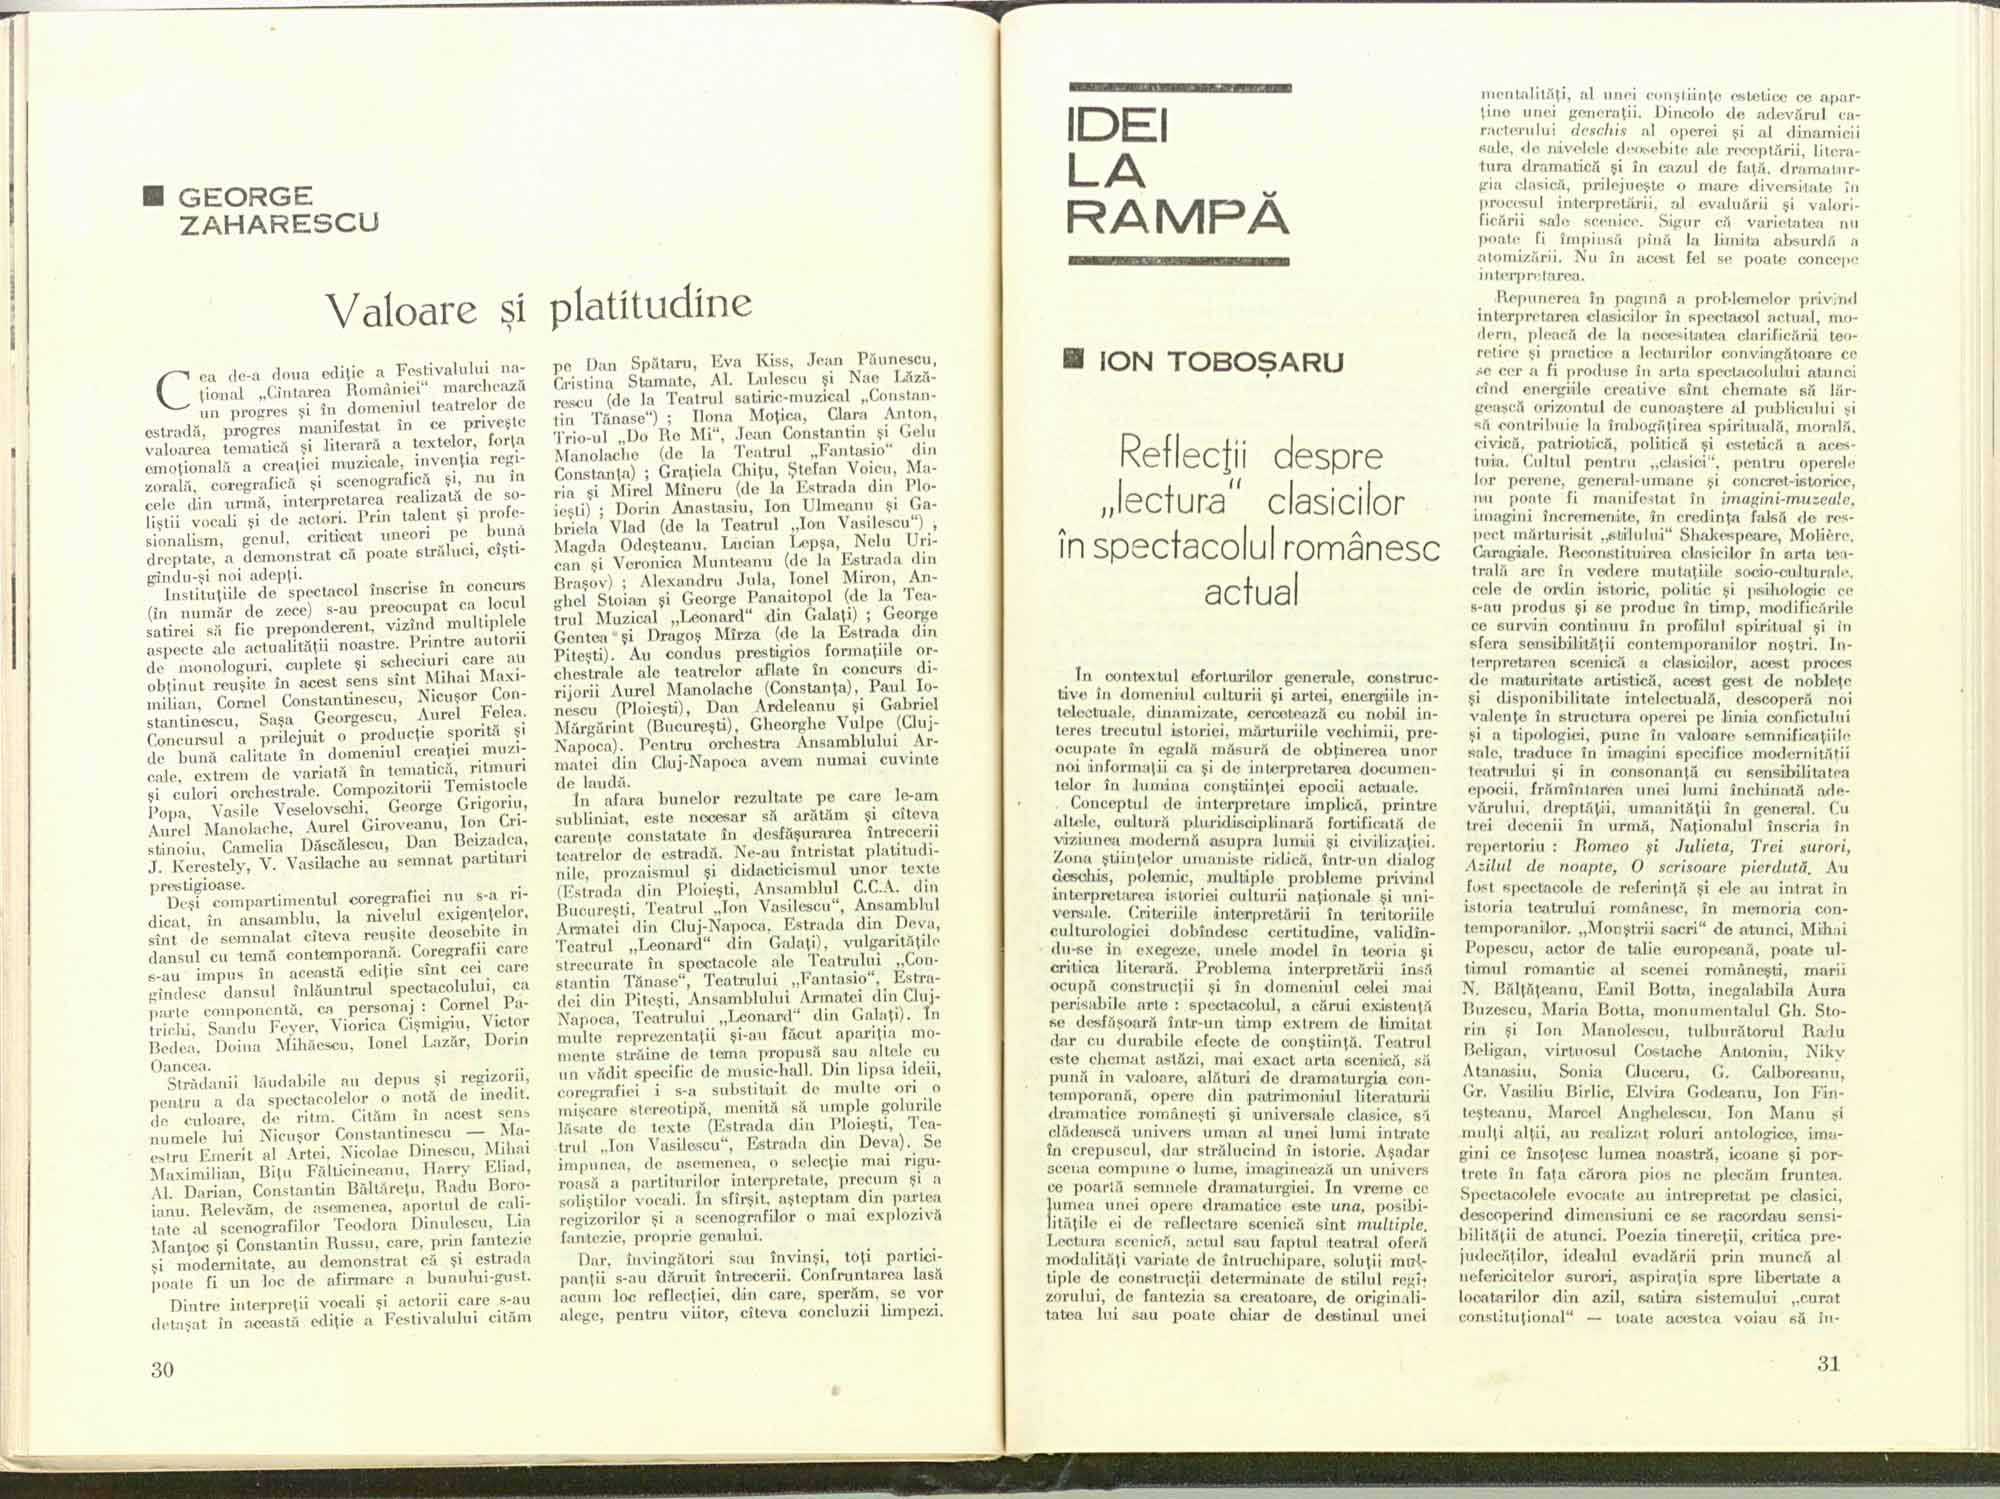 ■ GEORGE
ZAHARESCU
Valoare și platitudine
Cea de-a doua ediție a Festivalului na-
țional „Cîntarea României“ marchează
un progres și în domeniul teatrelor de
estradă, progres manifestat în ce privește
valoarea tematică și literară a textelor, forța
emoțională a creației muzicale, invenția regi-
zorală, coregrafică și scenografică și, nu în
cele din urmă, interpretarea realizată de so-
liștii vocali și de actori. Prin talent și profe-
sionalism, genul, criticat uneori pe bună
dreptate, a demonstrat că poate străluci, cîști-
gîndu-și noi adepți.
Instituțiile de spectacol înscrise în concurs
(în număr de zece) s-au preocupat ca locul
satirei să fie preponderent, vizînd multiplele
aspecte ale actualității noastre. Printre autorii
de monologuri, cuplete și scheciuri care au
obținut reușite în acest sens sînt Mihai Maxi-
milian, Cornel Constantinescu, Nicușor Con-
stantinescu, Sașa Georgescu, Aurel Felea.
Concursul a prilejuit o producție sporită și
de bună calitate în domeniul creației muzi-
cale, extrem de variată în tematică, ritmuri
și culori orchestrale. Compozitorii Temistocle
Popa, Vasile Veselovschi, George Grigoriu,
Aurel Manolache, Aurel Giroveanu, Ion Cri-
stinoiu, Camelia Dăscălescu, Dan Beizadea,
J. Kerestely, V. Vasilache au semnat partituri
prestigioase.
Deși compartimentul coregrafiei nu s-a ri-
dicat, în ansamblu, la nivelul exigențelor,
sînt de semnalat cîteva reușite deosebite în
dansul cu temă contemporană. Coregrafii care
s-au impus în această ediție sînt cei care
gîndesc dansul înlăuntrul spectacolului, ca
parte componentă, ca personaj : Cornel Pa-
trichi, Sandu Feyer, Viorica Cișmigiu, Victor
Bedea, Doina Mihăescu, Ionel Lazăr, Dorin
Oancea.
Strădanii lăudabile au depus și regizorii,
pentru a da spectacolelor o notă de inedit,
de culoare, de ritm. Cităm în acest sens
numele lui Nicușor Constantinescu — Ma-
estru Emerit al Artei, Nicolae Dinescu, Mihai
Maximilian, Bițu Fălticineanu, Harry Eliad,
Al. Darian, Constantin Băltărețu, Radu Boro-
ianu. Relevăm, de asemenea, aportul de cali-
tate al scenografilor Teodora Dinulescu, Lia
Manțoc și Constantin Russu, care, prin fantezie
și modernitate, au demonstrat că și estrada
poate fi un loc de afirmare a bunului-gust.
Dintre interpreții vocali și actorii care s-au
detașat în această ediție a Festivalului cităm
pe Dan Spătaru, Eva Kiss, Jean Păunescu,
Cristina Stamate, Al. Lulescu și Nae Lăză-
rescu (de la Teatrul satiric-muzical „Constan-
tin Tănase“) ; Ilona Moțica, Clara Anton,
Trio-ul „Do Re Mi“, Jean Constantin și Gelu
Manolache (de la Teatrul „Fantasio“ din
Constanța) ; Grațiela Chițu, Ștefan Voicu, Ma-
ria și Mirel Mineru (de la Estrada din Plo-
iești) ; Dorin Anastasiu, Ion Ulmeanu și Ga-
briela Vlad (de la Teatrul „Ion Vasilescu“) ,
Magda Odeșteanu, Lucian Lepșa, Nelu Uri-
can și Veronica Munteanu (de la Estrada din
Brașov) ; Alexandru Jula, Ionel Miron, An-
ghel Stoian și George Panaitopol (de la Tea-
trul Muzical „Leonard“ din Galați) ; George
Gentea și Dragoș Mîrza (de la Estrada din
Pitești). Au condus prestigios formațiile or-
chestrale ale teatrelor aflate în concurs di-
rijorii Aurel Manolache (Constanța), Paul Io-
nescu (Ploiești), Dan Ardeleanu și Gabriel
Mărgărint (București), Gheorghe Vulpe (Cluj-
Napoca). Pentru orchestra Ansamblului Ar-
matei din Cluj-Napoca avem numai cuvinte
de laudă.
În afara bunelor rezultate pe care le-am
subliniat, este necesar să arătăm și cîteva
carențe constatate în desfășurarea întrecerii
teatrelor de estradă. Ne-au întristat platitudi-
nile, prozaismul și didacticismul unor texte
(Estrada din Ploiești, Ansamblul C.C.A. din
București, Teatrul „Ion Vasilescu“, Ansamblul
Armatei din Cluj-Napoca, Estrada din Deva,
Teatrul „Leonard“ din Galați), vulgaritățile
strecurate în spectacole ale Teatrului „Con-
stantin Tănase“, Teatrului „Fantasio“, Estra-
dei din Pitești, Ansamblului Armatei din Cluj-
Napoca, Teatrului „Leonard“ din Galați). În
multe reprezentații și-au făcut apariția mo-
mente străine de tema propusă sau altele cu
un vădit specific de music-hall. Din lipsa ideii,
coregrafiei i s-a substituit de multe ori o
mișcare stereotipă, menită să umple golurile
lăsate de texte (Estrada din Ploiești, Tea-
trul „Ion Vasilescu“, Estrada din Deva). Se
impunea, de asemenea, o selecție mai rigu-
roasă a partiturilor interpretate, precum și a
soliștilor vocali. În sfîrșit, așteptam din partea
regizorilor și a scenografilor o mai explozivă
fantezie, proprie genului.
Dar, învingători sau învinși, toți partici-
panții s-au dăruit întrecerii. Confruntarea lasă
acum loc reflecției, din care, sperăm, se vor
alege, pentru viitor, cîteva concluzii limpezi.
30
IDEI
LA
RAMPĂ
■ ION TOBOȘARU
Reflecții despre
„lectura“ clasicilor
în spectacolul românesc
actual
În contextul eforturilor generale, construc-
tive în domeniul culturii și artei, energiile in-
telectuale, dinamizate, cercetează cu nobil in-
teres trecutul istoriei, mărturiile vechimii, pre-
ocupate în egală măsură de obținerea unor
noi informații ca și de interpretarea documen-
telor în lumina conștiinței epocii actuale.
Conceptul de interpretare implică, printre
altele, cultură pluridisciplinară fortificată de
viziunea modernă asupra lumii și civilizației.
Zona științelor umaniste ridică, într-un dialog
deschis, polemic, multiple probleme privind
interpretarea istoriei culturii naționale și uni-
versale. Criteriile interpretării în teritoriile
culturologiei dobîndesc certitudine, validîn-
du-se în exegeze, unele model în teoria și
critica literară. Problema interpretării însă
ocupă construcții și în domeniul celei mai
perisabile arte : spectacolul, a cărui existență
se desfășoară într-un timp extrem de limitat
dar cu durabile efecte de conștiință. Teatrul
este chemat astăzi, mai exact arta scenică, să
pună în valoare, alături de dramaturgia con-
temporană, opere din patrimoniul literaturii
dramatice românești și universale clasice, să
clădească univers uman al unei lumi intrate
în crepuscul, dar strălucind în istorie. Așadar
scena compune o lume, imaginează un univers
ce poartă semnele dramaturgiei. În vreme ce
lumea unei opere dramatice este una, posibi-
litățile ei de reflectare scenică sînt multiple.
Lectura scenică, actul sau faptul teatral oferă
modalități variate de întruchipare, soluții mul-
tiple de construcții determinate de stilul regi-
zorului, de fantezia sa creatoare, de originali-
tatea lui sau poate chiar de destinul unei
mentalități, al unei conștiințe estetice ce apar-
ține unei generații. Dincolo de adevărul ca-
racterului deschis al operei și al dinamicii
sale, de nivelele deosebite ale receptării, litera-
tura dramatică și în cazul de față, dramatur-
gia clasică, prilejuește o mare diversitate în
procesul interpretării, al evaluării și valori-
ficării sale scenice. Sigur că varietatea nu
poate fi împinsă pînă la limita absurdă a
atomizării. Nu în acest fel se poate concepe
interpretarea.
Repunerea în pagină a problemelor privind
interpretarea clasicilor în spectacol actual, mo-
dern, pleacă de la necesitatea clarificării teo-
retice și practice a lecturilor convingătoare ce
se cer a fi produse în arta spectacolului atunci
cînd energiile creative sînt chemate să lăr-
gească orizontul de cunoaștere al publicului și
să contribuie la îmbogățirea spirituală, morală,
civică, patriotică, politică și estetică a aces-
tuia. Cultul pentru „clasici“, pentru operele
lor perene, general-umane și concret-istorice,
nu poate fi manifestat în imagini-muzeale,
imagini încremenite, în credința falsă de res-
pect mărturisit „stilului“ Shakespeare, Molière,
Caragiale. Reconstituirea clasicilor în arta tea-
trală are în vedere mutațiile socio-culturale,
cele de ordin istoric, politic și psihologic ce
s-au produs și se produc în timp, modificările
ce survin continuu în profilul spiritual și în
sfera sensibilității contemporanilor noștri. In-
terpretarea scenică a clasicilor, acest proces
de maturitate artistică, acest gest de noblețe
și disponibilitate intelectuală, descoperă noi
valențe în structura operei pe linia confictului
și a tipologiei, pune în valoare semnificațiile
sale, traduce în imagini specifice modernității
teatrului și în consonanță cu sensibilitatea
epocii, frămîntarea unei lumi închinată ade-
vărului, dreptății, umanității în general. Cu
trei decenii în urmă, Naționalul înscria în
repertoriu : Romeo și Julieta, Trei surori,
Azilul de noapte, O scrisoare pierdută. Au
fost spectacole de referință și ele au intrat în
istoria teatrului românesc, în memoria con-
temporanilor. „Monștrii sacri“ de atunci, Mihai
Popescu, actor de talie europeană, poate ul-
timul romantic al scenei românești, marii
N. Bălțățeanu, Emil Botta, inegalabila Aura
Buzescu, Maria Botta, monumentalul Gh. Sto-
rin și Ion Manolescu, tulburătorul Radu
Beligan, virtuosul Costache Antoniu, Niky
Atanasiu, Sonia Cluceru, G. Calboreanu,
Gr. Vasiliu Birlic, Elvira Godeanu, Ion Fin-
teșteanu, Marcel Anghelescu, Ion Manu și
mulți alții, au realizat roluri antologice, ima-
gini ce însoțesc lumea noastră, icoane și por-
trete în fața cărora pios ne plecăm fruntea.
Spectacolele evocate au intrepretat pe clasici,
descoperind dimensiuni ce se racordau sensi-
bilității de atunci. Poezia tinereții, critica pre-
judecăților, idealul evadării prin muncă al
nefericitelor surori, aspirația spre libertate a
locatarilor din azil, satira sistemului „curat
constituțional“ — toate acestea voiau să în-
31